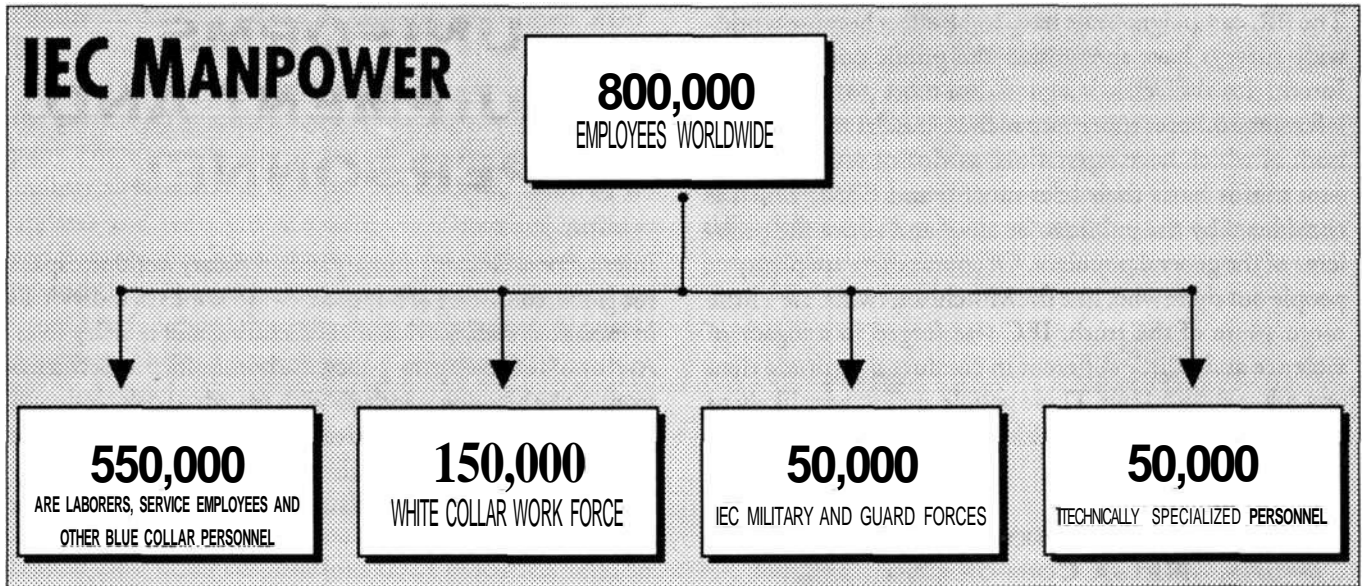 IEC MANPOWER
800,000
EMPLOYEES WORLDWIDE
550,000
ARE LABORERS, SERVICE EMPLOYEES AND
OTHER BLUE COLLAR PERSONNEL
150,000
WHITE COLLAR WORK FORCE
50,000
IEC MILITARY AND GUARD FORCES
50,000
TTECHNICALLY SPECIALIZED PERSONNEL